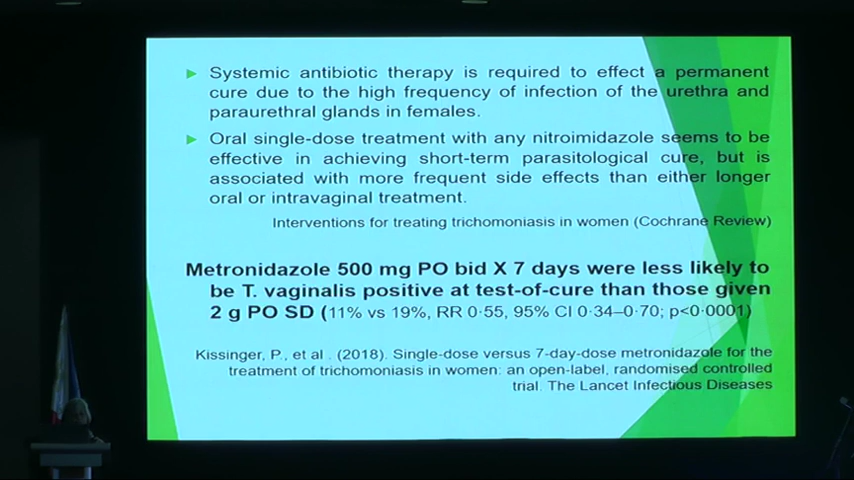 Systemic antibiotic therapy is required to effect a permanent
cure due to the high frequency of infection of the urethra and
paraurethral glands in females.
Oral single-dose treatment with any nitroimidazole seems to be
effective in achieving short-term parasitological cure, but is
associated with more frequent side effects than either longer
oral or intravaginal treatment.
Interventions for treating trichomoniasis in women (Cochrane Review)
Metronidazole 500 mg PO bid X 7 days were less likely to
be T. vaginalis positive at test-of-cure than those given
2 g PO SD (11% vs 19%, RR 0·55, 95% CI 0·34–0·70; p<0·0001)
Kissinger, P., et al . (2018). Single-dose versus 7-day-dose metronidazole for the
treatment of trichomoniasis in women: an open-label, randomised controlled
trial. The Lancet Infectious Diseases